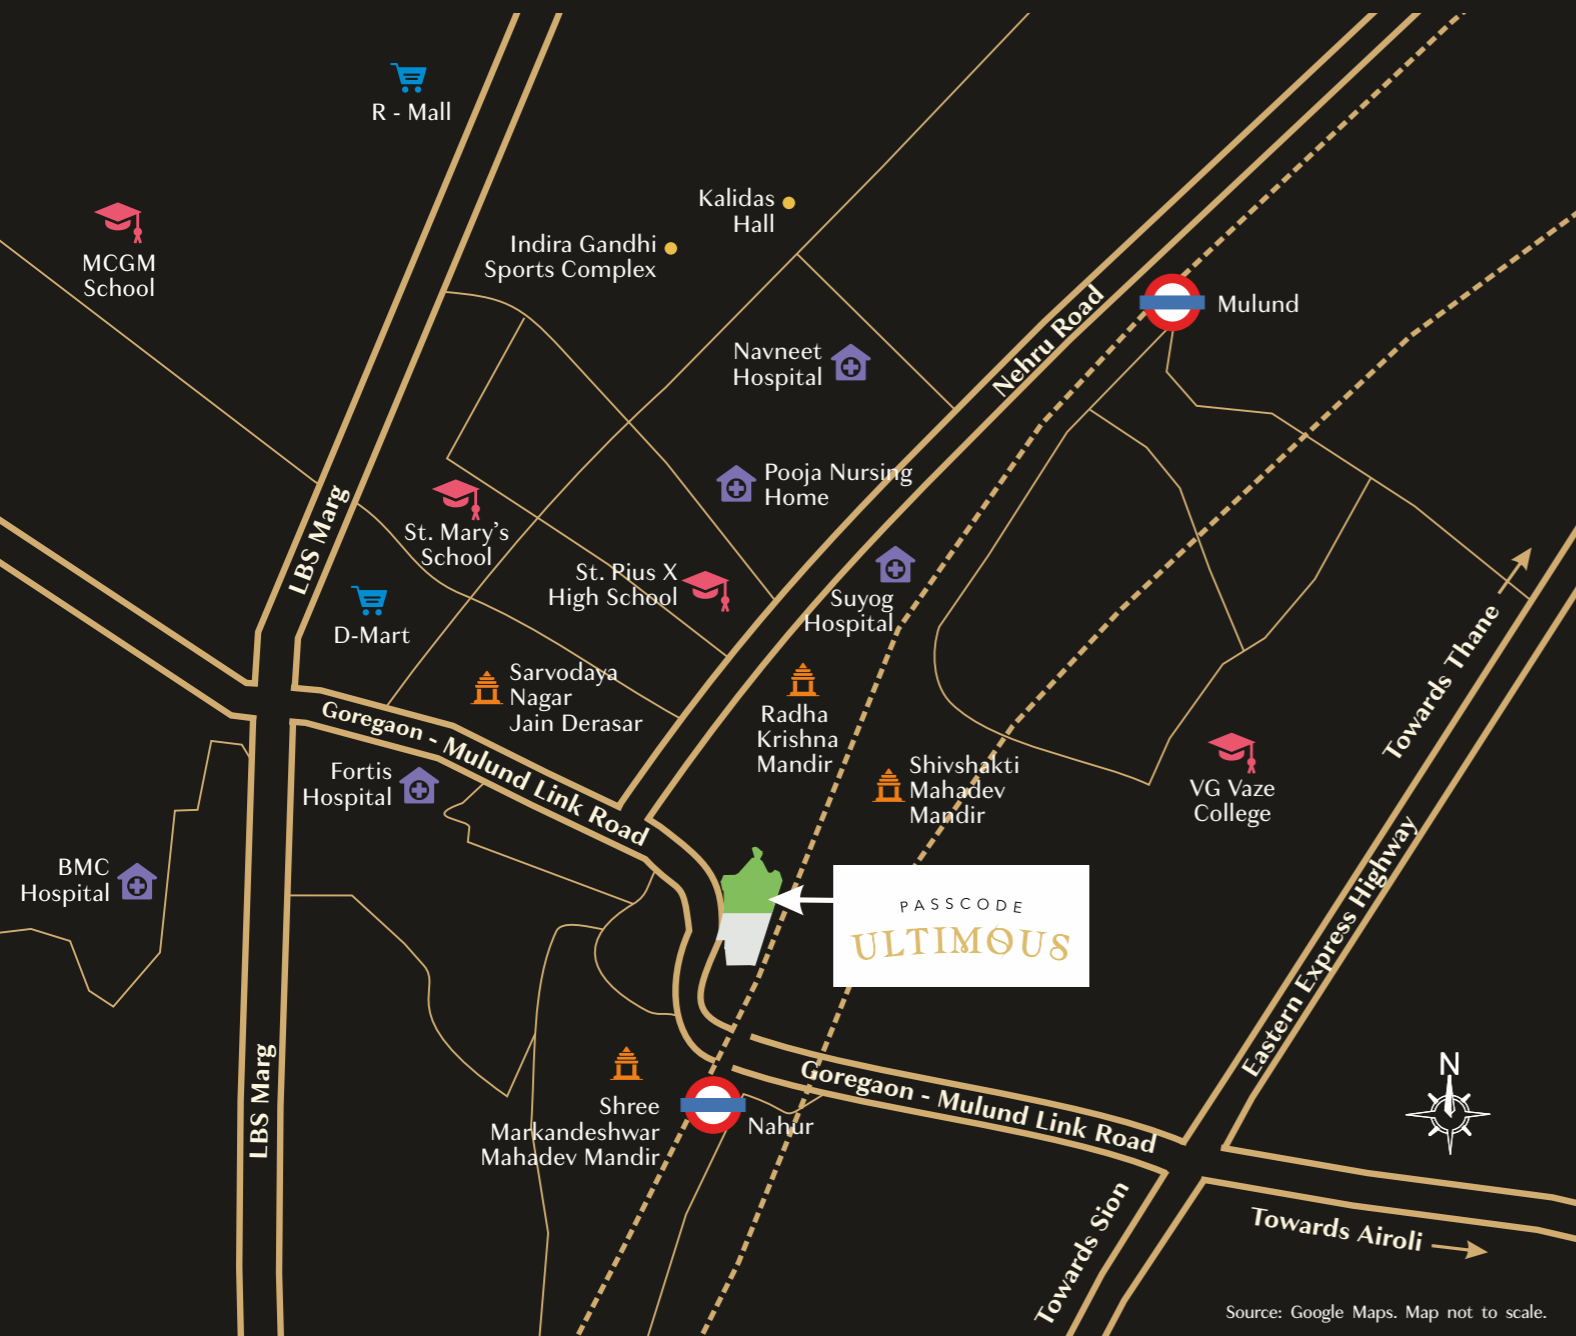 R - Mall
Kalidas
Hall
MCGM
School
Indira Gandhi
Sports Complex
Mulund
Nehru Road
Navneet
Hospital
Pooja Nursing
Home
LBS Marg
St. Mary's
School
St. Pius X
High School
Suyog
Hospital
D-Mart
Towards Thane
Sarvodaya
Nagar
Jain Derasar
Radha
Krishna
Mandir
Goregaon - Mulund Link Road
Fortis
Hospital
Shivshakti
Mahadev
Mandir
VG Vaze
College
BMC
Hospital
PASSCODE
ULTIMOUS
Eastern Express Highway
LBS Marg
N
Shree
Markandeshwar
Mahadev Mandir
Nahur
Goregaon - Mulund Link Road
Towards Sion
Towards Airoli
Source: Google Maps. Map not to scale.